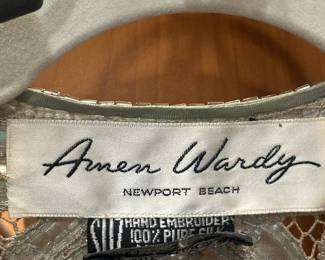 Amen Wardy
NEWPORT BEACH
HAND EMBROIDER
100% PURE SILK